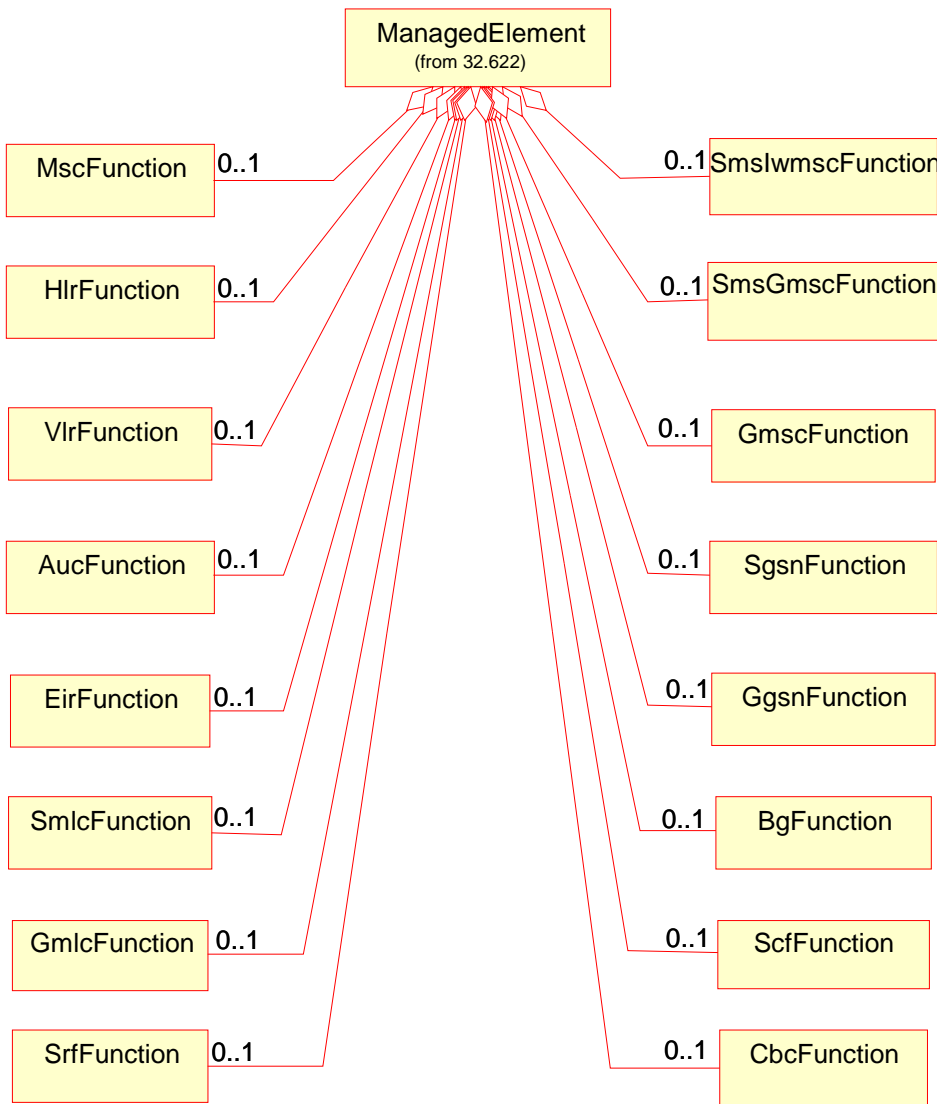 ManagedElement
(from 32.622)
MscFunction
0..1
0..1
SmsIwmscFunction
HlrFunction
0..1
0..1
SmsGmscFunction
VlrFunction
0..1
0..1
GmscFunction
AucFunction
0..1
0..1
SgsnFunction
EirFunction
0..1
0..1
GgsnFunction
SmlcFunction
0..1
0..1
BgFunction
GmlcFunction
0..1
0..1
ScfFunction
SrfFunction
0..1
0..1
CbcFunction